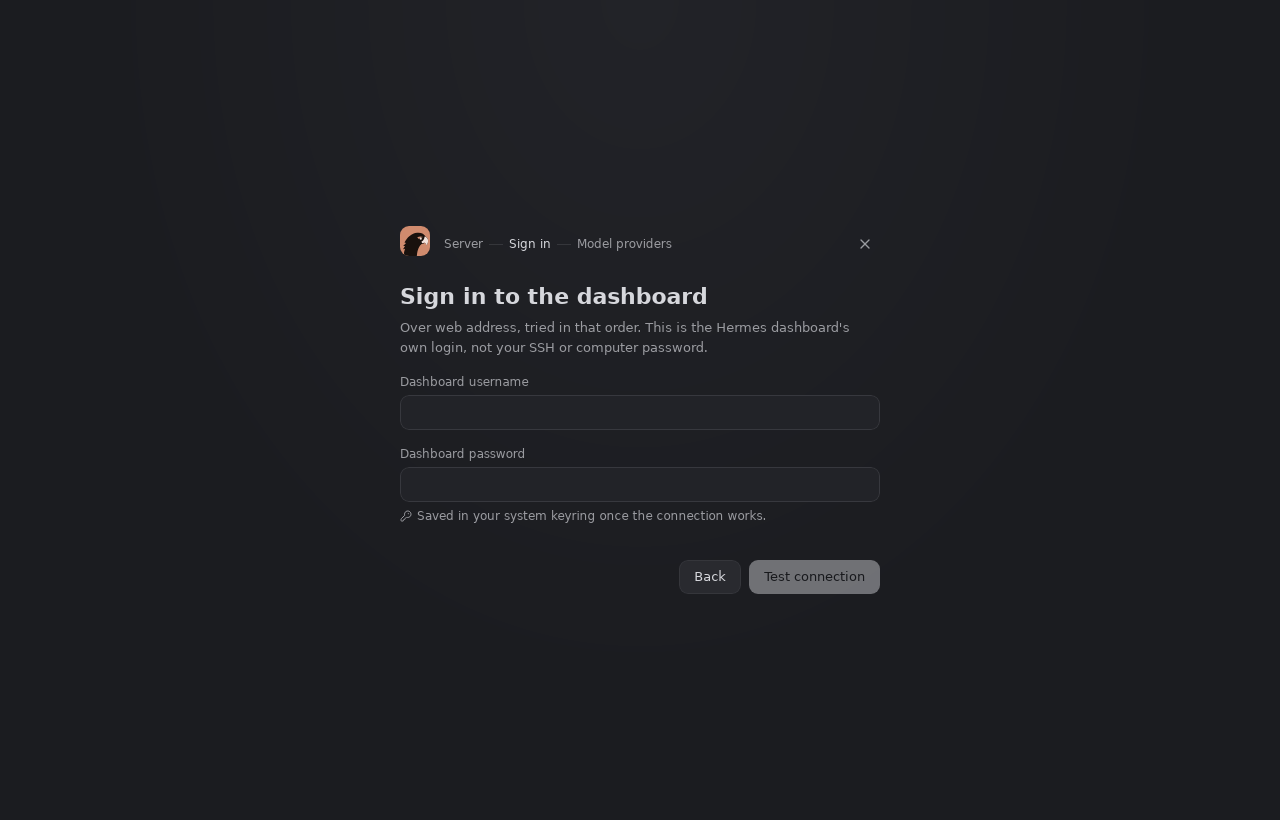 Server — Sign in — Model providers
Sign in to the dashboard
Over web address, tried in that order. This is the Hermes dashboard's
own login, not your SSH or computer password.
Dashboard username
Dashboard password
Saved in your system keyring once the connection works.
Back
Test connection